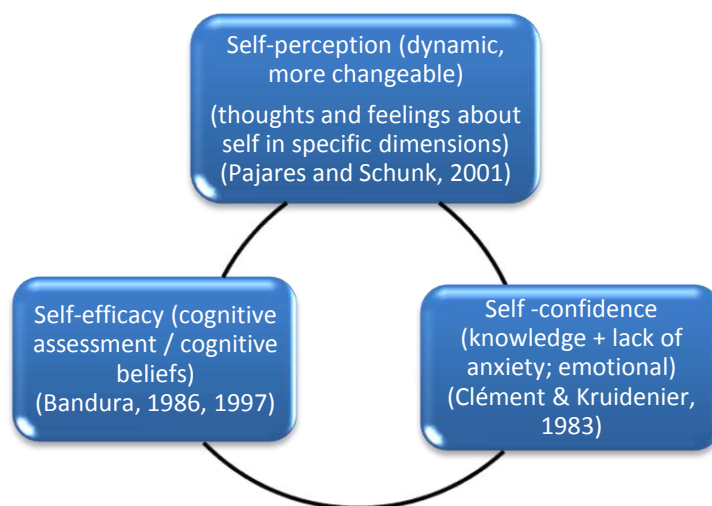 Self-perception (dynamic,
more changeable)
(thoughts and feelings about
self in specific dimensions)
(Pajares and Schunk, 2001)
Self-efficacy (cognitive
assessment / cognitive
beliefs)
(Bandura, 1986, 1997)
Self -confidence
(knowledge + lack of
anxiety; emotional)
(Clément & Kruidenier,
1983)